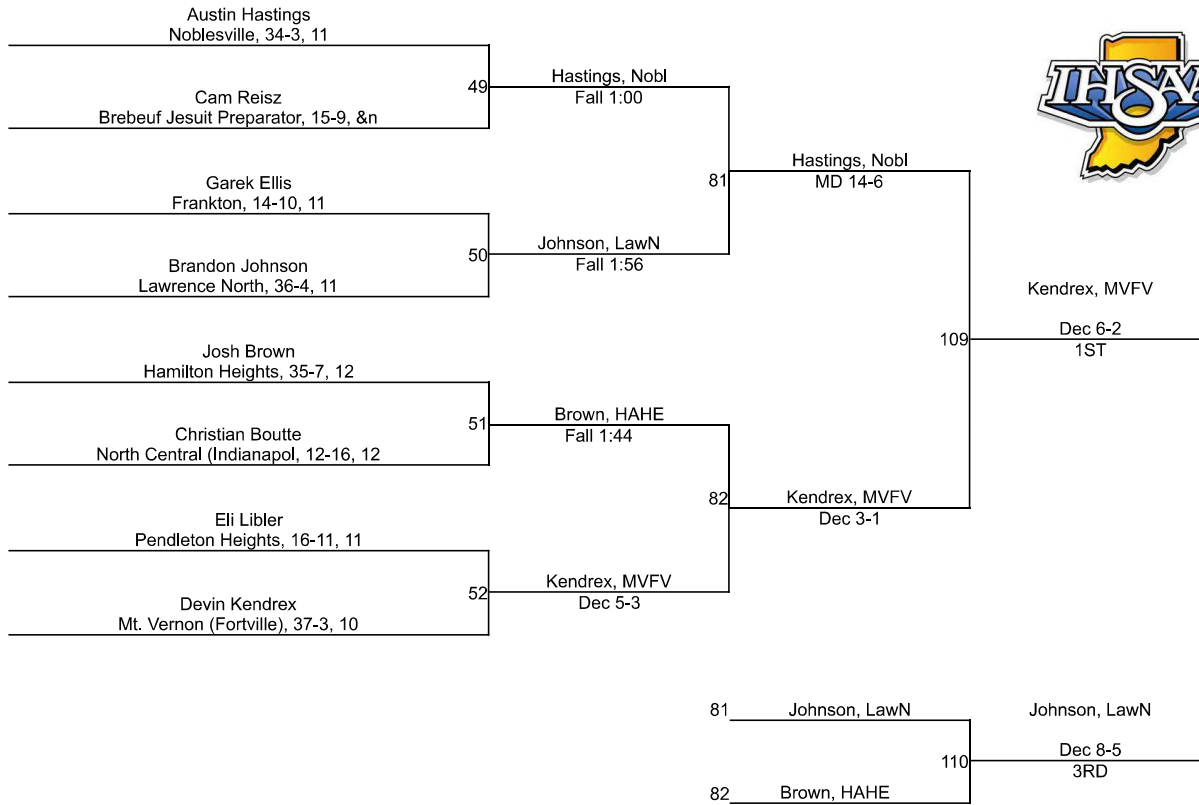 Austin Hastings
Noblesville, 34-3, 11
49
Cam Reisz
Brebeuf Jesuit Preparator, 15-9, &n
Hastings, Nobl
Fall 1:00
81
Garek Ellis
Frankton, 14-10, 11
50
Brandon Johnson
Lawrence North, 36-4, 11
Johnson, LawN
Fall 1:56
Hastings, Nobl
MD 14-6
109
Josh Brown
Hamilton Heights, 35-7, 12
51
Christian Boutte
North Central (Indianapol, 12-16, 12
Brown, HAHE
Fall 1:44
82
Eli Libler
Pendleton Heights, 16-11, 11
52
Devin Kendrex
Mt. Vernon (Fortville), 37-3, 10
Kendrex, MVFV
Dec 5-3
Kendrex, MVFV
Dec 3-1
Kendrex, MVFV
Dec 6-2
1ST
81 Johnson, LawN
110
82 Brown, HAHE
Johnson, LawN
Dec 8-5
3RD
IHSAA